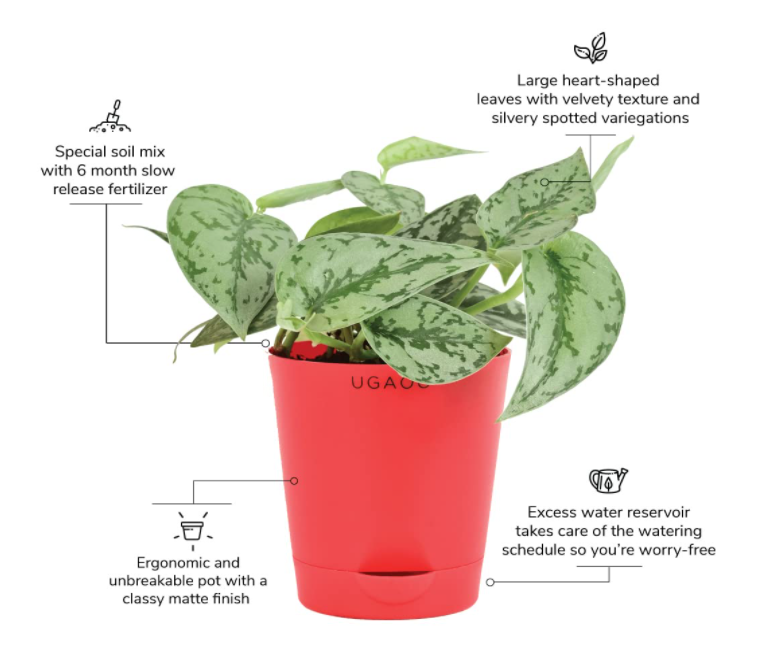 Large heart-shaped
leaves with velvety texture and
silvery spotted variegations
Special soil mix
with 6 month slow
release fertilizer
UGAOO
Excess water reservoir
takes care of the watering
schedule so you're worry-free
Ergonomic and
unbreakable pot with a
classy matte finish